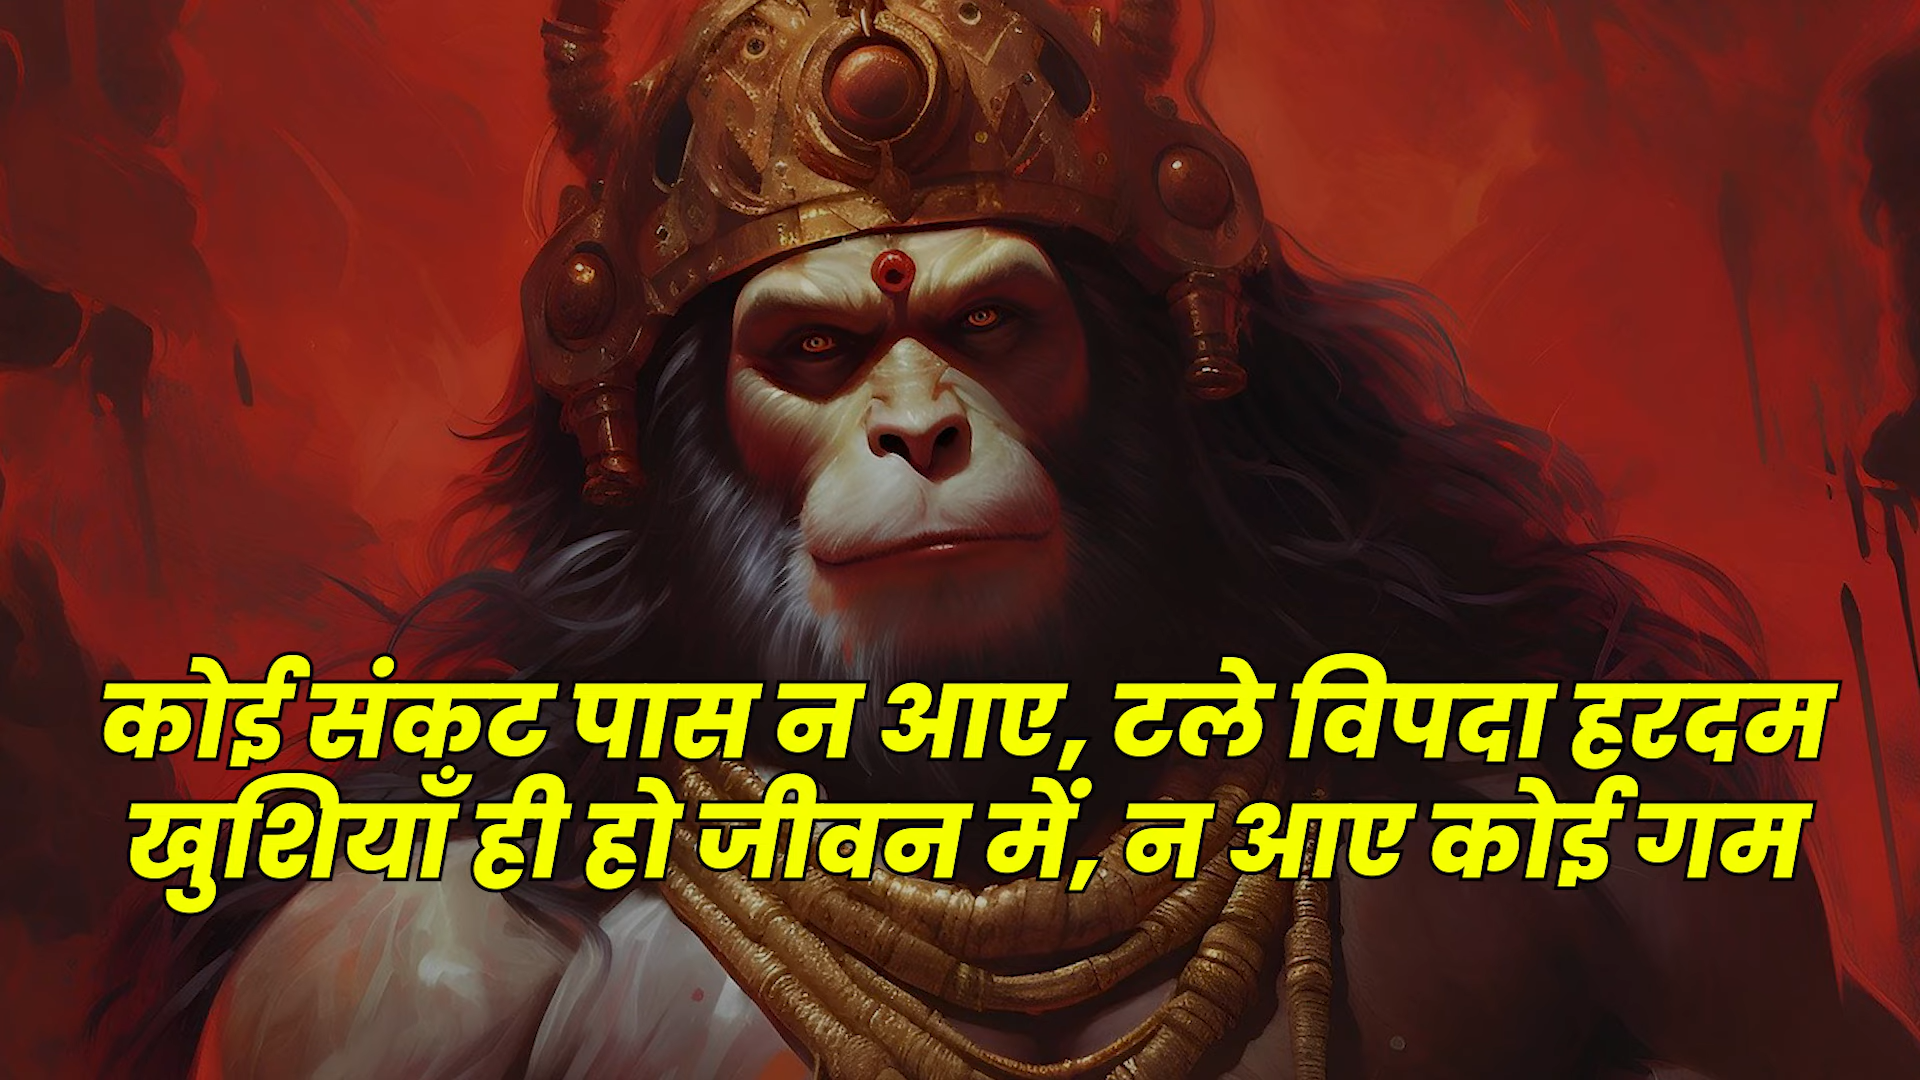 कोई संकट पास न आए, टले विपदा हरदम
खुशियाँ ही हो जीवन में, न आए कोई गम